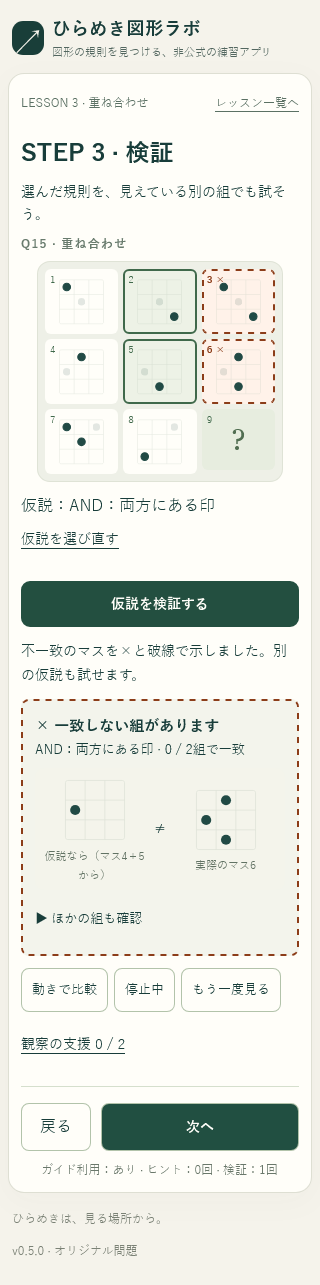 ひらめき図形ラボ
図形の規則を見つける、非公式の練習アプリ
LESSON 3 · 重ね合わせ
レッスン一覧へ
STEP 3 · 検証
選んだ規則を、見えている別の組でも試そ
う。
Q15 · 重ね合わせ
1
2
3 ×
4
5
6 ×
7
8
9
?
仮説：AND：両方にある印
仮説を選び直す
仮説を検証する
不一致のマスを×と破線で示しました。別
の仮説も試せます。
× 一致しない組があります
AND：両方にある印 · 0 / 2組で一致
≠
仮説なら（マス4＋5
から）
実際のマス6
▶ ほかの組も確認
動きで比較
停止中
もう一度見る
観察の支援 0 / 2
戻る
次へ
ガイド利用：あり · ヒント：0回 · 検証：1回
ひらめきは、見る場所から。
v0.5.0 · オリジナル問題